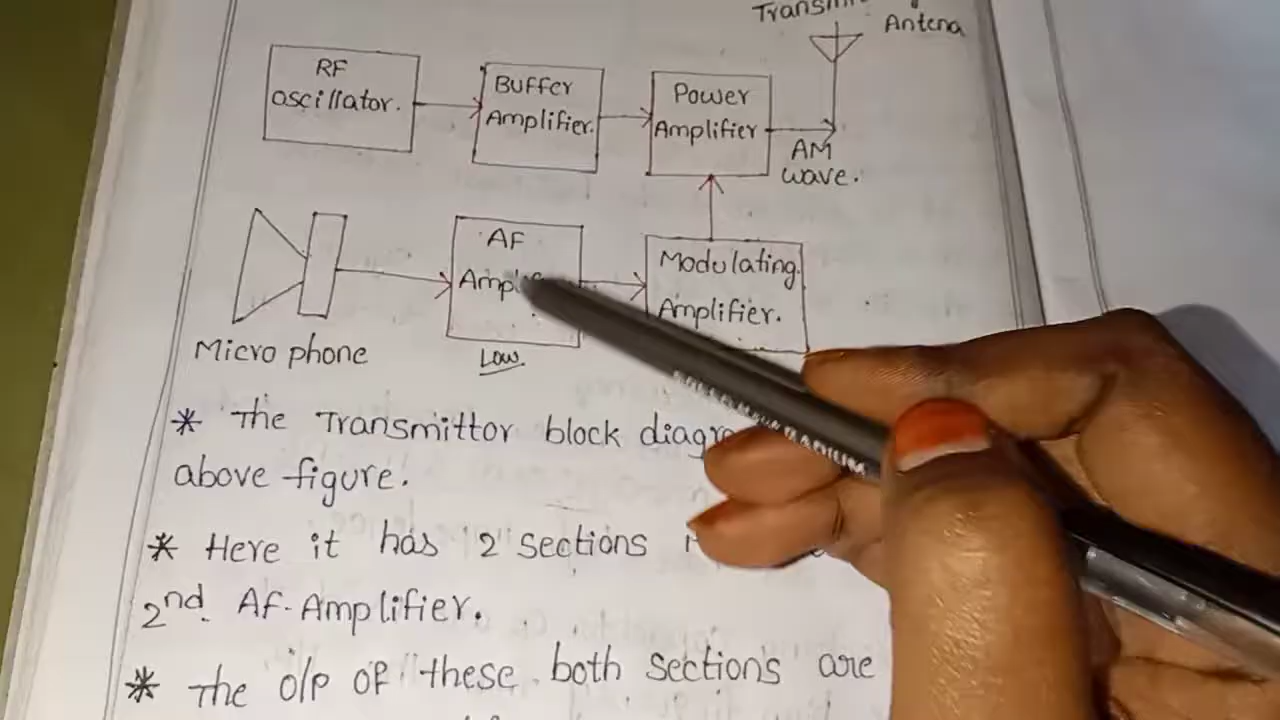 Antena
RF
Oscillator.
Buffer
Amplifier.
Power
Amplifier
AM
wave.
AF
Modulating
Amplifier.
Micro phone
Low
* The Transmittor block
above figure.
* Here it has 2 sections
2nd. AF-Amplifier.
* The O/P OF these both sections are